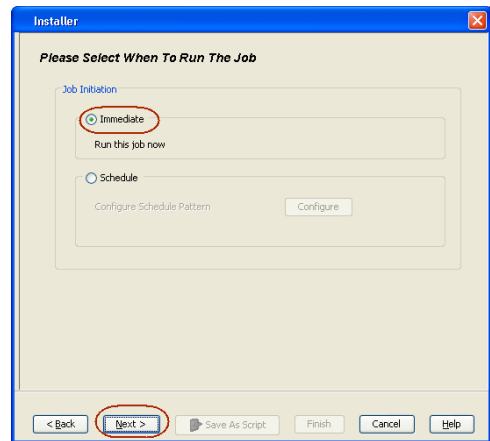 Installer
Please Select When To Run The Job
Job Initiation
Immediate
Run this job now
Schedule
Configure Schedule Pattern
Configure
< Back
Next >
Save As Script
Finish
Cancel
Help